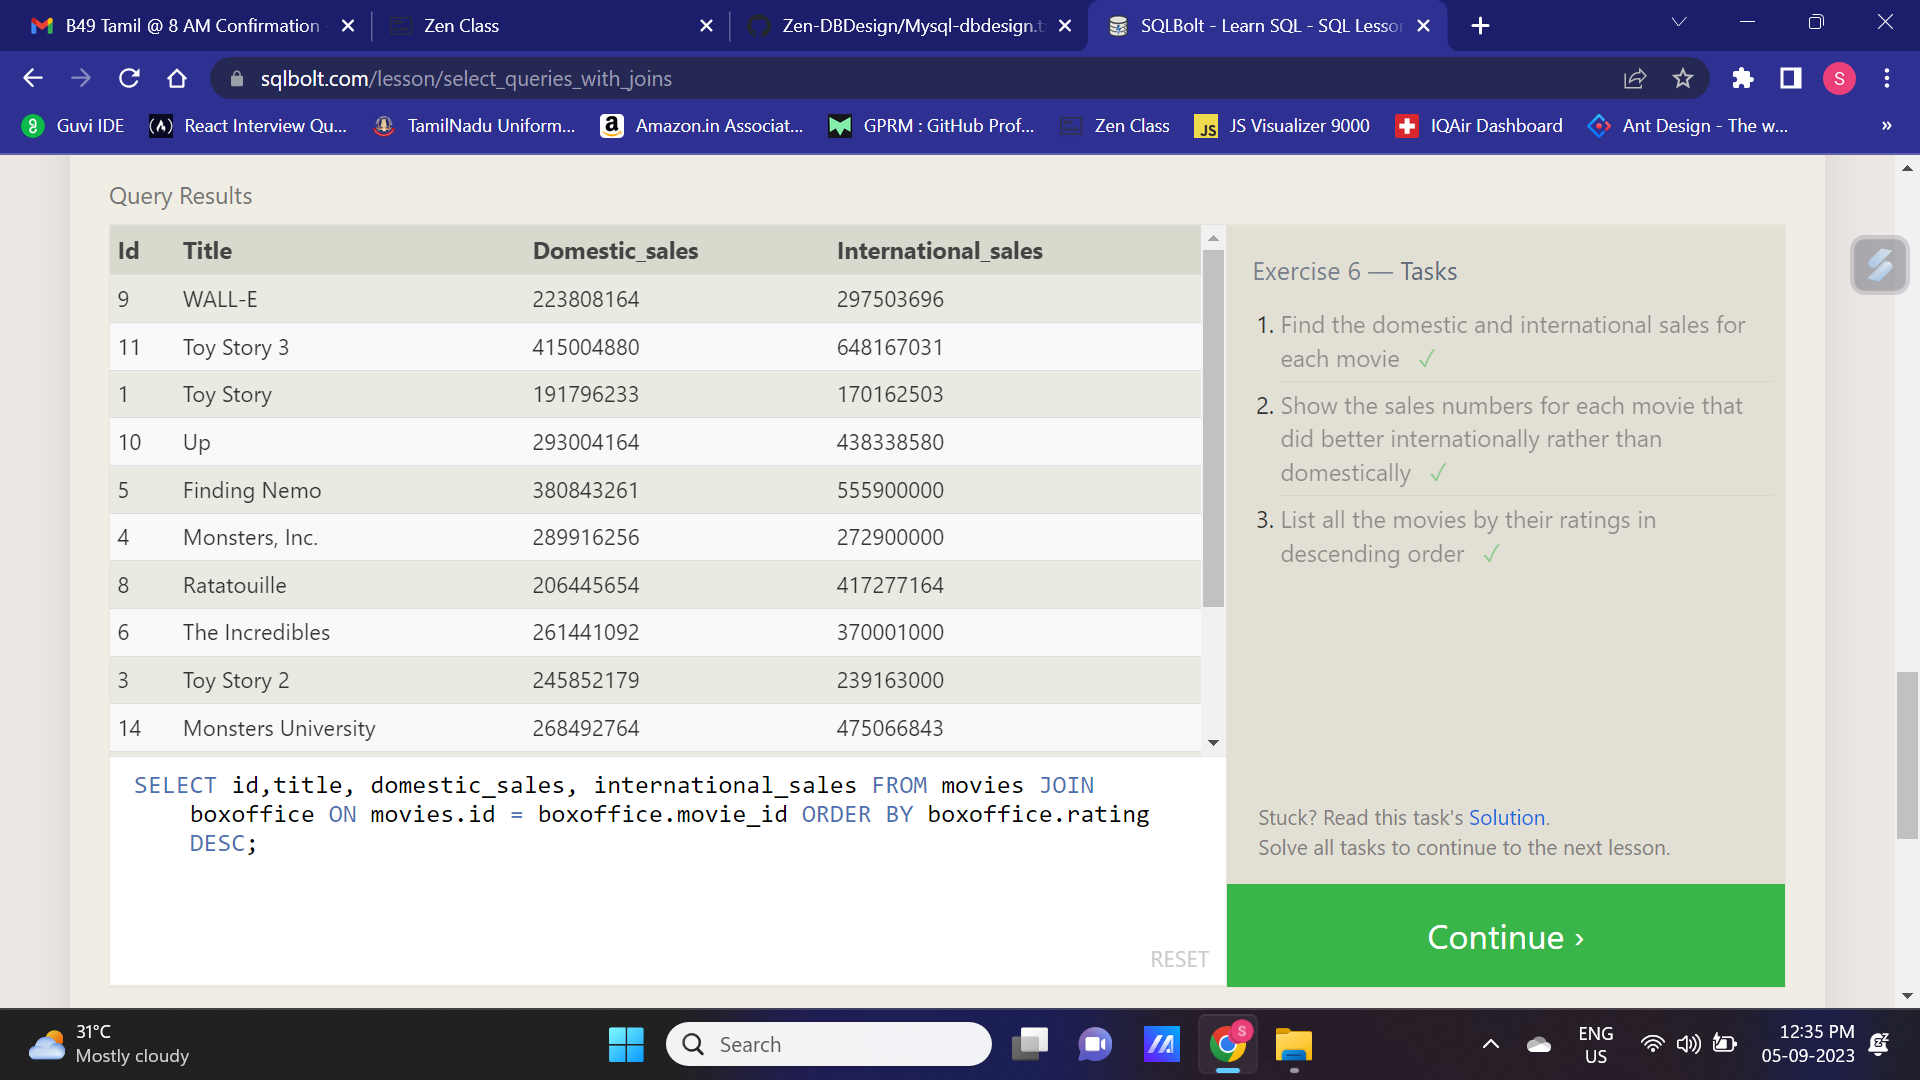 B49 Tamil @ 8 AM Confirmation
Zen Class
Zen-DBDesign/Mysql-dbdesign.t
SQLBolt - Learn SQL - SQL Lesson
sqlbolt.com/lesson/select_queries_with_joins
S
Guvi IDE
React Interview Qu...
TamilNadu Uniform...
Amazon.in Associat...
GPRM : GitHub Prof...
Zen Class
JS Visualizer 9000
IQAir Dashboard
Ant Design - The w...
»
Query Results
Id Title Domestic_sales International_sales
9 WALL-E 223808164 297503696
11 Toy Story 3 415004880 648167031
1 Toy Story 191796233 170162503
10 Up 293004164 438338580
5 Finding Nemo 380843261 555900000
4 Monsters, Inc. 289916256 272900000
8 Ratatouille 206445654 417277164
6 The Incredibles 261441092 370001000
3 Toy Story 2 245852179 239163000
14 Monsters University 268492764 475066843
SELECT id,title, domestic_sales, international_sales FROM movies JOIN
boxoffice ON movies.id = boxoffice.movie_id ORDER BY boxoffice.rating
DESC;
RESET
Exercise 6 — Tasks
1. Find the domestic and international sales for
each movie ✓
2. Show the sales numbers for each movie that
did better internationally rather than
domestically ✓
3. List all the movies by their ratings in
descending order ✓
Stuck? Read this task's Solution.
Solve all tasks to continue to the next lesson.
Continue ›
31°C
Mostly cloudy
Search
S
ENG
US
12:35 PM
05-09-2023